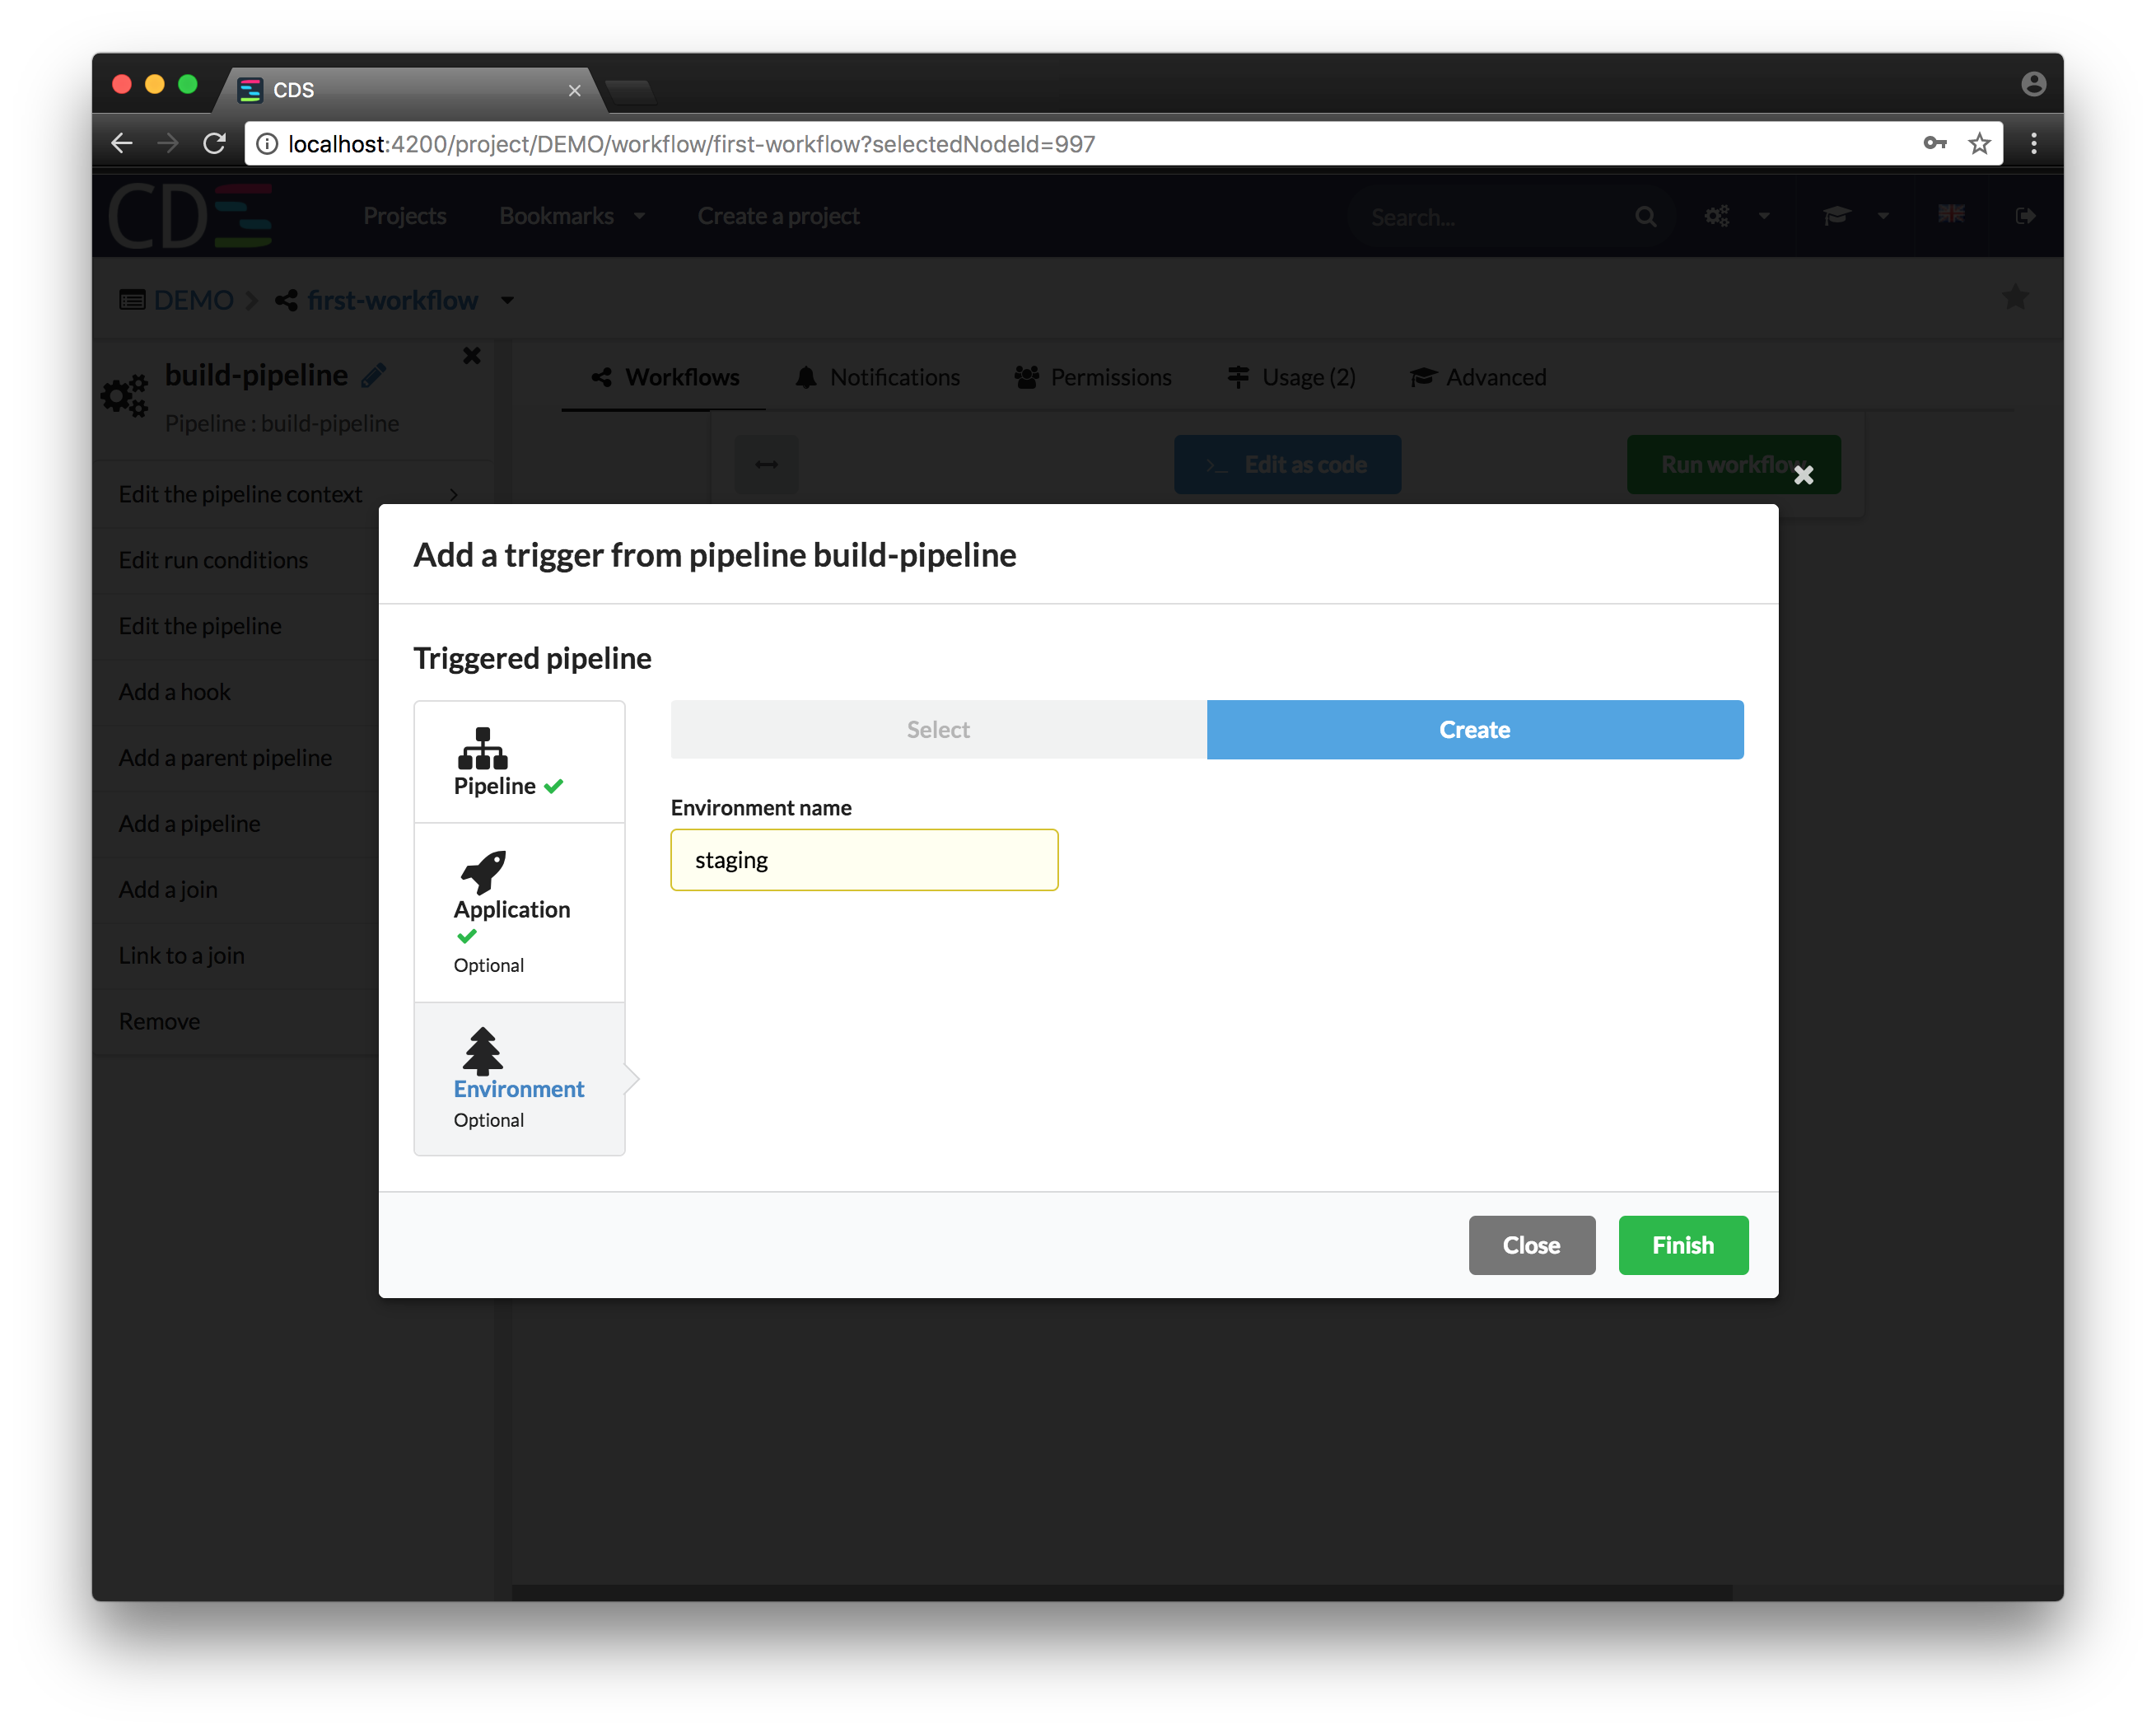 CDS
localhost:4200/project/DEMO/workflow/first-workflow?selectedNodeId=997
CDS
Projects
Bookmarks
Create a project
Search...
DEMO
first-workflow
build-pipeline
Pipeline : build-pipeline
Workflows
Notifications
Permissions
Usage (2)
Advanced
>_ Edit as code
Run workflow
Edit the pipeline context
Edit run conditions
Edit the pipeline
Add a hook
Add a parent pipeline
Add a pipeline
Add a join
Link to a join
Remove
Add a trigger from pipeline build-pipeline
Triggered pipeline
Pipeline
Application
Optional
Environment
Optional
Select
Create
Environment name
staging
Close
Finish